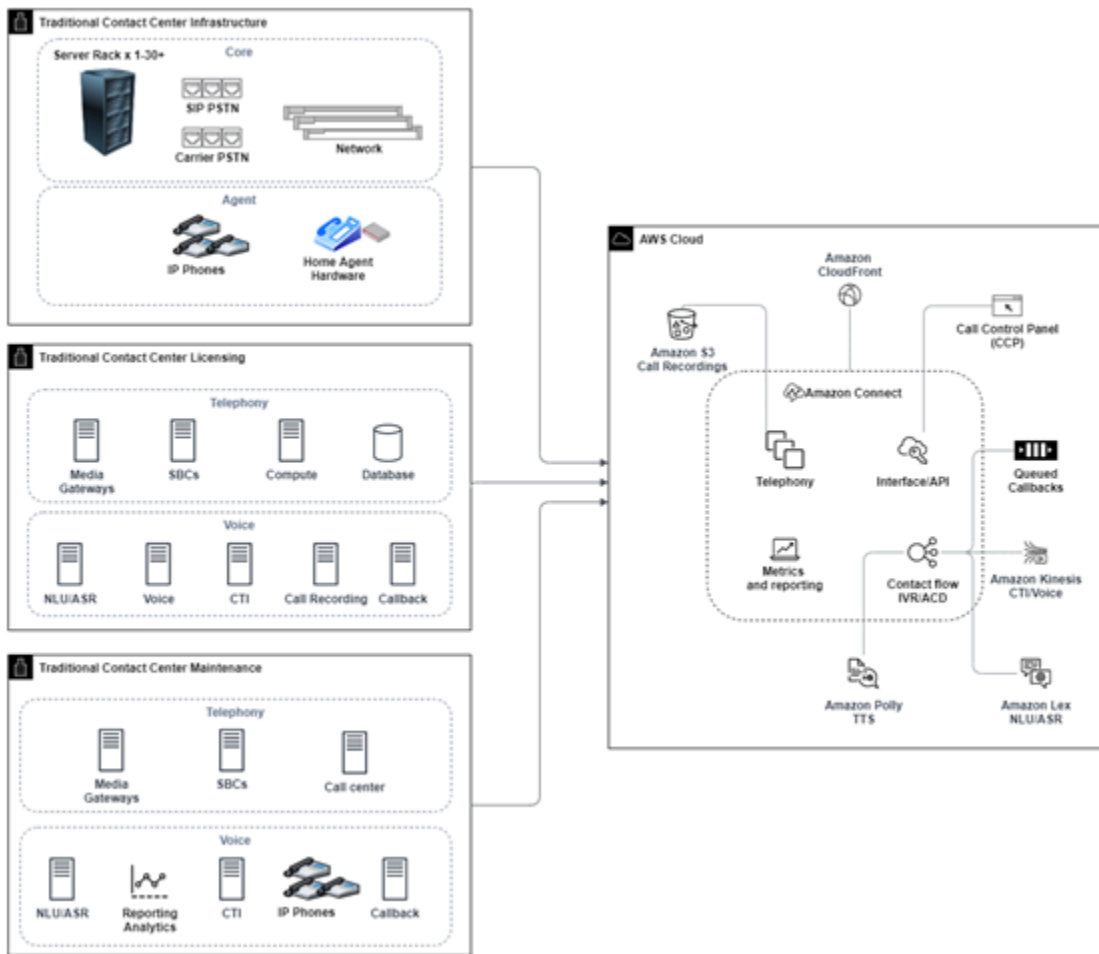 Traditional Contact Center Infrastructure
Core
Server Rack x 1-30+
SIP PSTN
Carrier PSTN
Network
Agent
IP Phones
Home Agent
Hardware
Traditional Contact Center Licensing
Telephony
Media
Gateways
SBCs
Compute
Database
Voice
NLU/ASR
Voice
CTI
Call Recording
Callback
Traditional Contact Center Maintenance
Telephony
Media
Gateways
SBCs
Call center
Voice
NLU/ASR
Reporting
Analytics
CTI
IP Phones
Callback
AWS Cloud
Amazon
CloudFront
Amazon S3
Call Recordings
Call Control Panel
(CCP)
Amazon Connect
Telephony
Interface/API
Queued
Callbacks
Metrics
and reporting
Contact flow
IVR/ACD
Amazon Kinesis
CTI/Voice
Amazon Polly
TTS
Amazon Lex
NLU/ASR